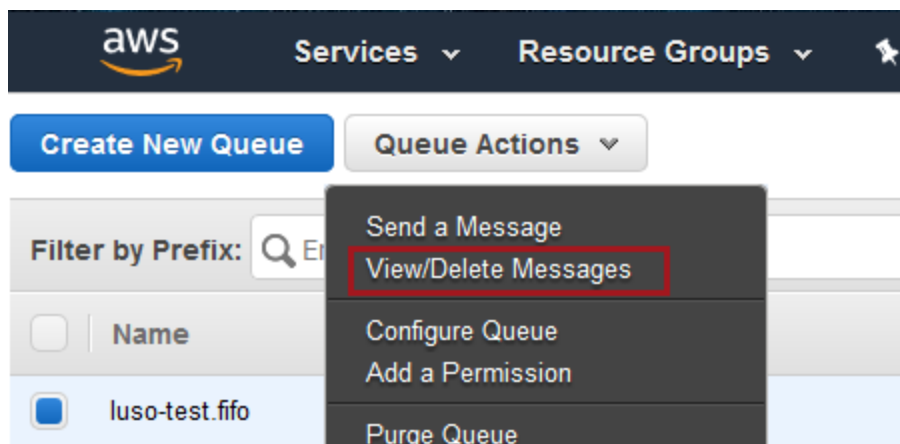 aws Services Resource Groups
Create New Queue Queue Actions
Send a Message
Filter by Prefix:
View/Delete Messages
Name
Configure Queue
Add a Permission
luso-test.fifo
Purge Queue